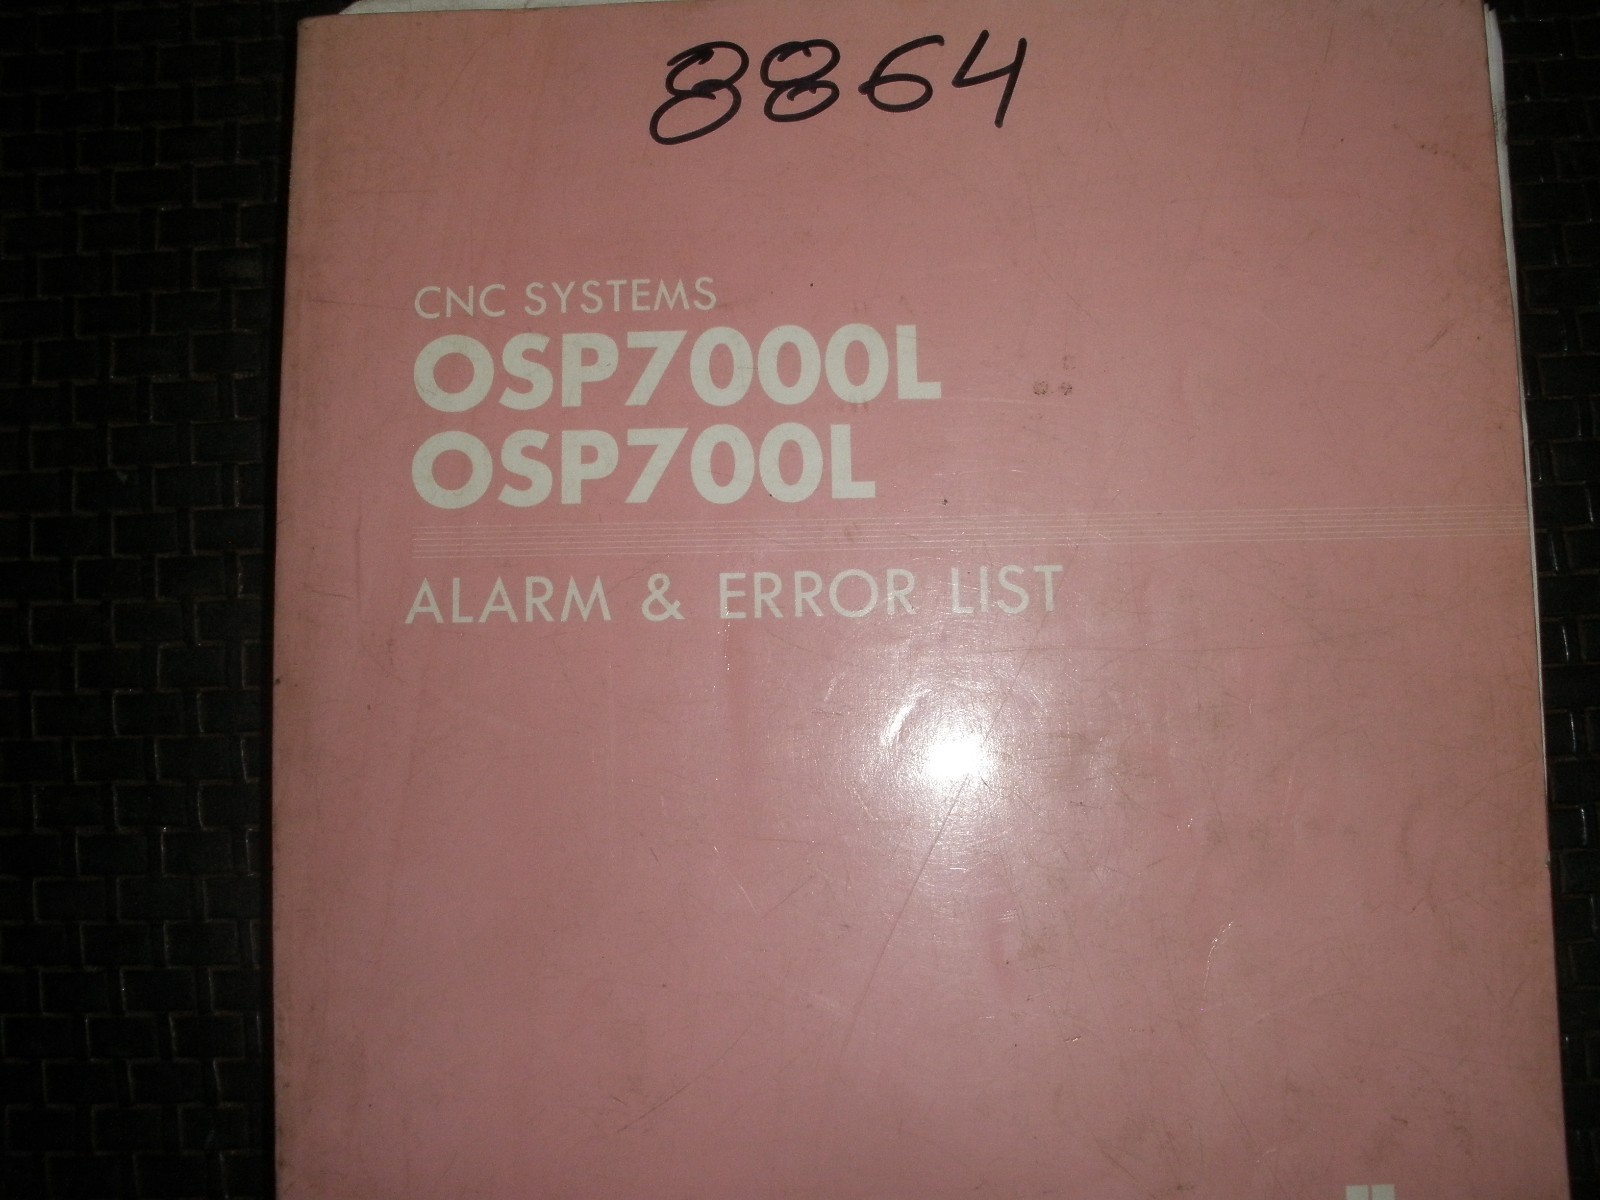 8864
CNC SYSTEMS
OSP7000L
OSP700L
ALARM & ERROR LIST